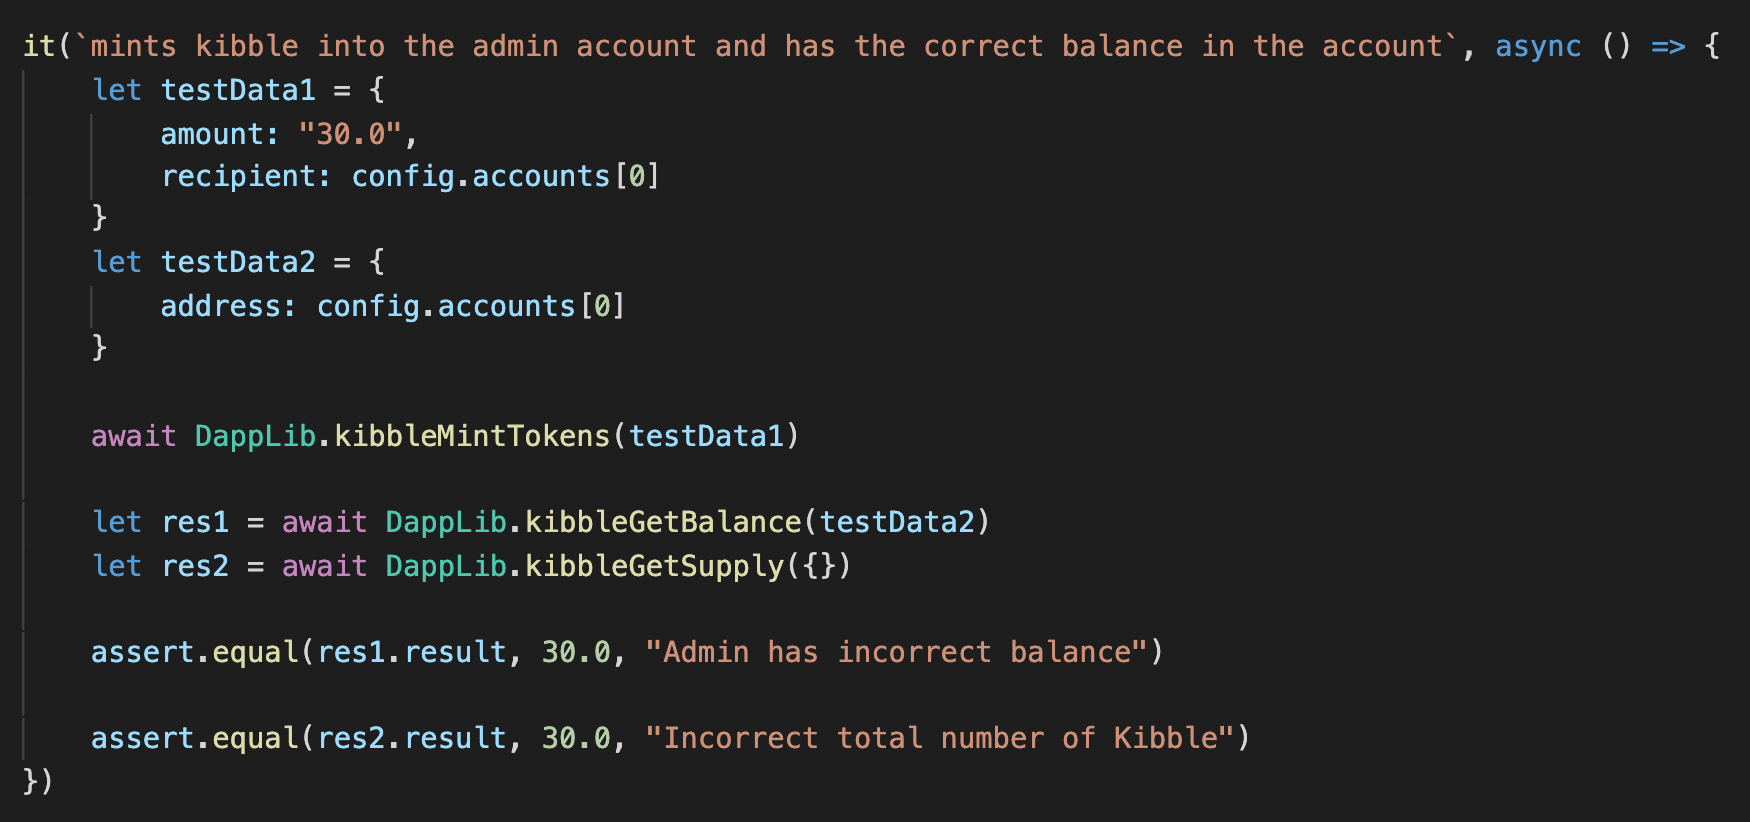 it(`mints kibble into the admin account and has the correct balance in the account`, async () => {
    let testData1 = {
        amount: "30.0",
        recipient: config.accounts[0]
    }
    let testData2 = {
        address: config.accounts[0]
    }

    await DappLib.kibbleMintTokens(testData1)

    let res1 = await DappLib.kibbleGetBalance(testData2)
    let res2 = await DappLib.kibbleGetSupply({})

    assert.equal(res1.result, 30.0, "Admin has incorrect balance")

    assert.equal(res2.result, 30.0, "Incorrect total number of Kibble")
})